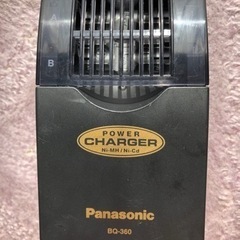 A
A
B
POWER
CHARGER
Ni-MH / Ni-Cd
Panasonic
BQ-360